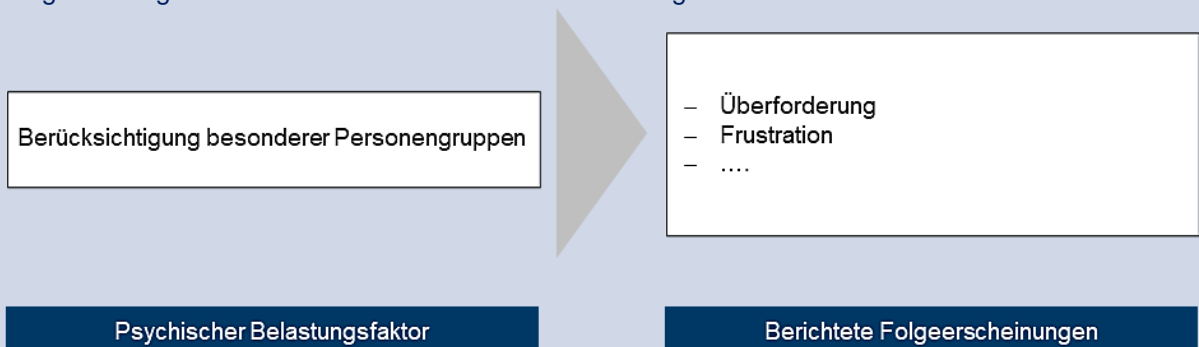 Berücksichtigung besonderer Personengruppen
– Überforderung
– Frustration
– ....
Psychischer Belastungsfaktor
Berichtete Folgeerscheinungen